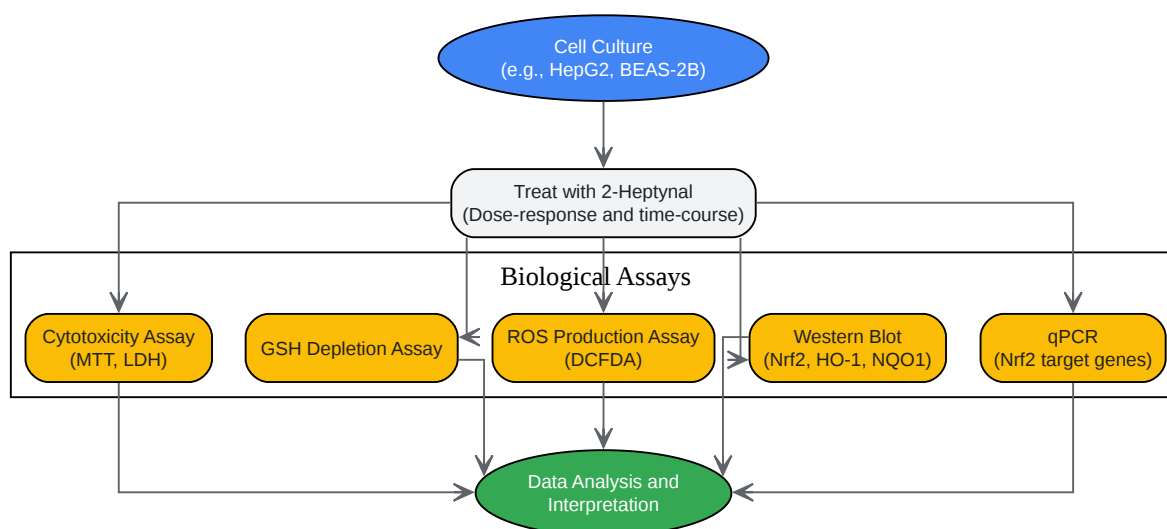 Cell Culture
(e.g., HepG2, BEAS-2B)
Treat with 2-Heptynal
(Dose-response and time-course)
Biological Assays
Cytotoxicity Assay
(MTT, LDH)
GSH Depletion Assay
ROS Production Assay
(DCFDA)
Western Blot
(Nrf2, HO-1, NQO1)
qPCR
(Nrf2 target genes)
Data Analysis and
Interpretation